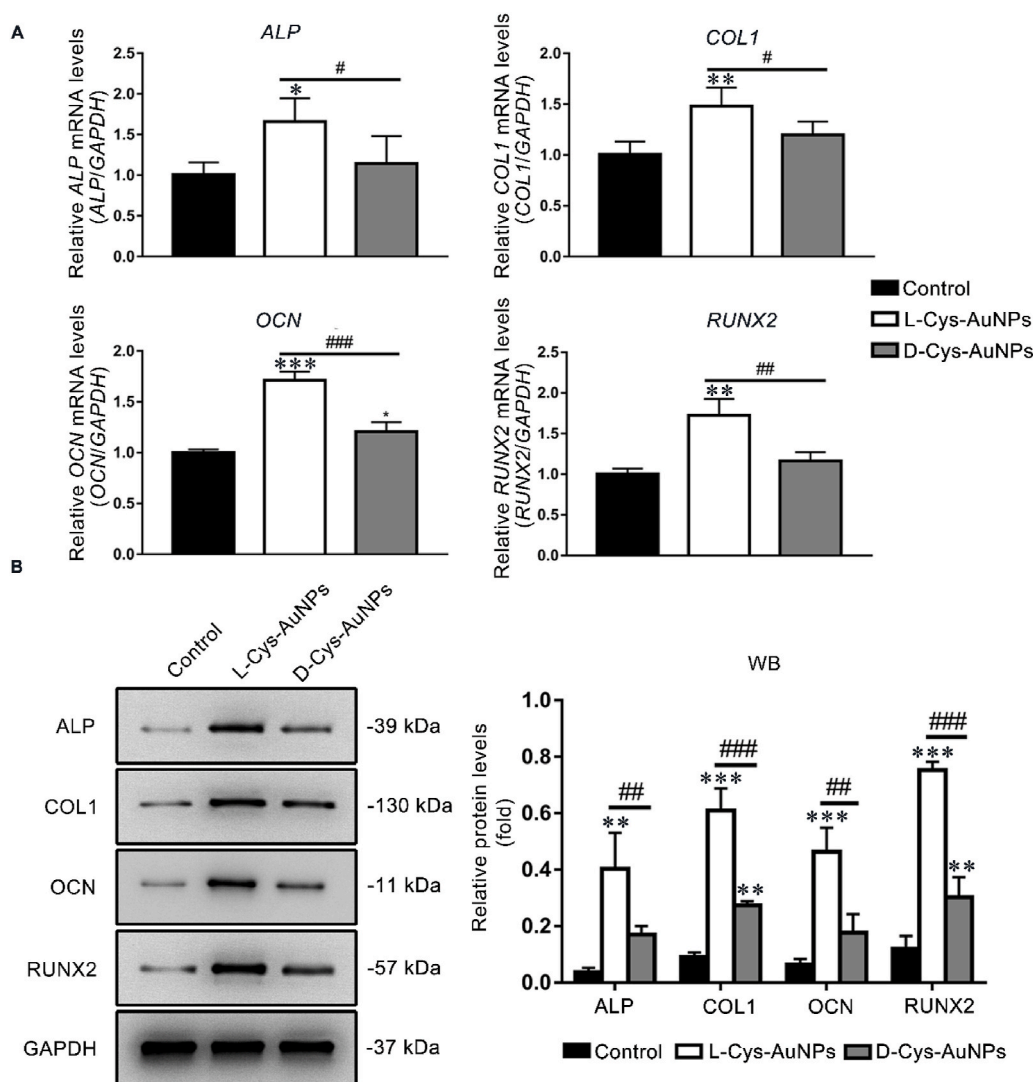 A
ALP
Relative ALP mRNA levels
(ALP/GAPDH)
2.5
2.0
1.5
1.0
0.5
0.0
*
#
COL1
Relative COL1 mRNA levels
(COL1/GAPDH)
2.0
1.5
1.0
0.5
0.0
**
#
Control
L-Cys-AuNPs
D-Cys-AuNPs
OCN
Relative OCN mRNA levels
(OCN/GAPDH)
2.0
1.5
1.0
0.5
0.0
***
###
*
RUNX2
Relative RUNX2 mRNA levels
(RUNX2/GAPDH)
2.5
2.0
1.5
1.0
0.5
0.0
**
##
B
Control
L-Cys-AuNPs
D-Cys-AuNPs
ALP
-39 kDa
COL1
-130 kDa
OCN
-11 kDa
RUNX2
-57 kDa
GAPDH
-37 kDa
WB
Relative protein levels
(fold)
1.0
0.8
0.6
0.4
0.2
0.0
**
##
***
###
**
***
##
***
###
**
ALP
COL1
OCN
RUNX2
Control
L-Cys-AuNPs
D-Cys-AuNPs